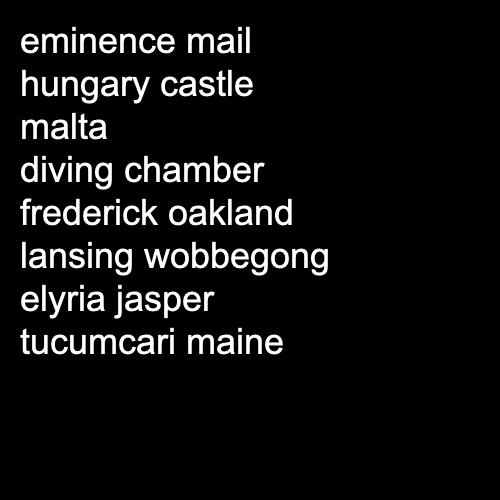 eminence mail
hungary castle
malta
diving chamber
frederick oakland
lansing wobbegong
elyria jasper
tucumcari maine